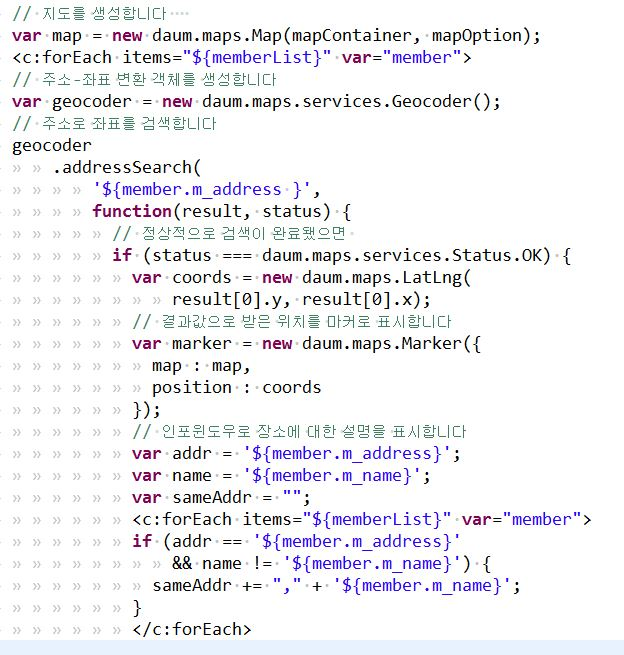 // 지도를 생성합니다
var map = new daum.maps.Map(mapContainer, mapOption);
<c:forEach items="${memberList}" var="member">
// 주소-좌표 변환 객체를 생성합니다
var geocoder = new daum.maps.services.Geocoder();
// 주소로 좌표를 검색합니다
geocoder
.addressSearch(
'${member.m_address }',
function(result, status) {
// 정상적으로 검색이 완료됐으면
if (status === daum.maps.services.Status.OK) {
var coords = new daum.maps.LatLng(
result[0].y, result[0].x);
// 결과값으로 받은 위치를 마커로 표시합니다
var marker = new daum.maps.Marker({
map : map,
position : coords
});
// 인포윈도우로 장소에 대한 설명을 표시합니다
var addr = '${member.m_address}';
var name = '${member.m_name}';
var sameAddr = "";
<c:forEach items="${memberList}" var="member">
if (addr == '${member.m_address}'
&& name != '${member.m_name}') {
sameAddr += "," + '${member.m_name}';
}
</c:forEach>